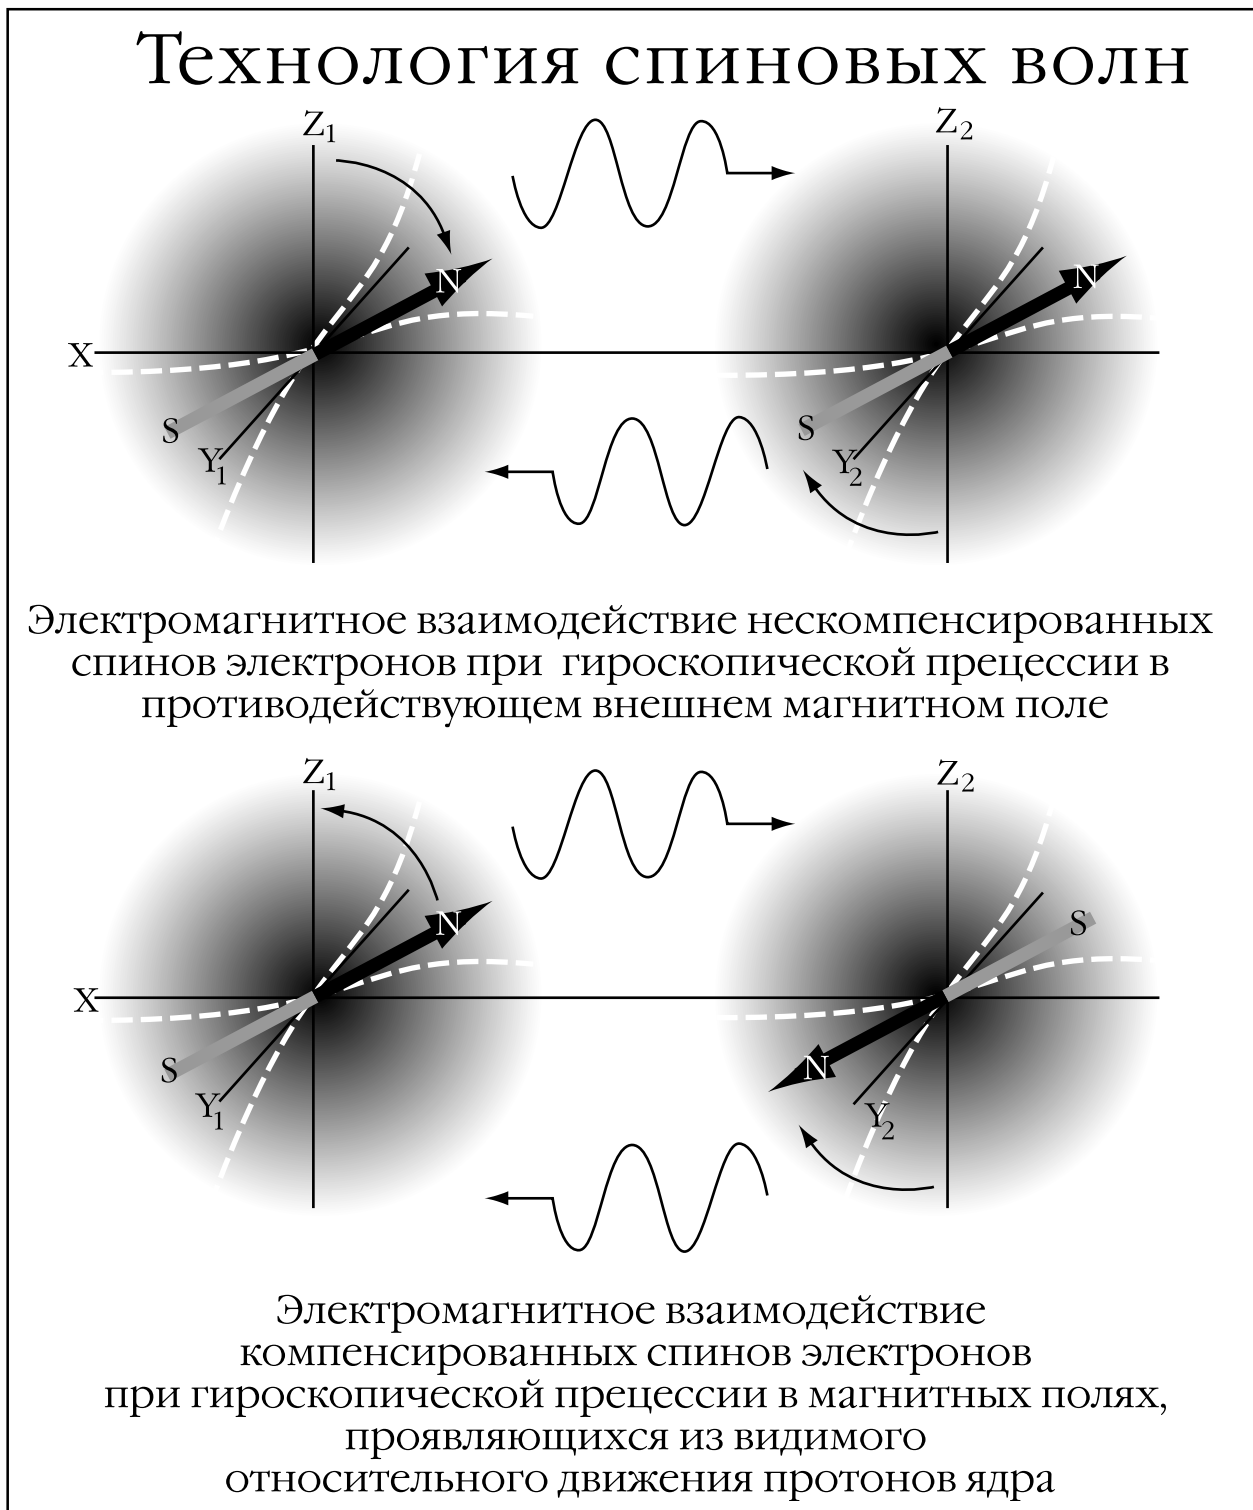 Технология спиновых волн
Z1 Z2
N N
X
S S
Y1 Y2
Электромагнитное взаимодействие нескомпенсированных
спинов электронов при гироскопической прецессии в
противодействующем внешнем магнитном поле
Z1 Z2
N S
X
S N
Y1 Y2
Электромагнитное взаимодействие
компенсированных спинов электронов
при гироскопической прецессии в магнитных полях,
проявляющихся из видимого
относительного движения протонов ядра